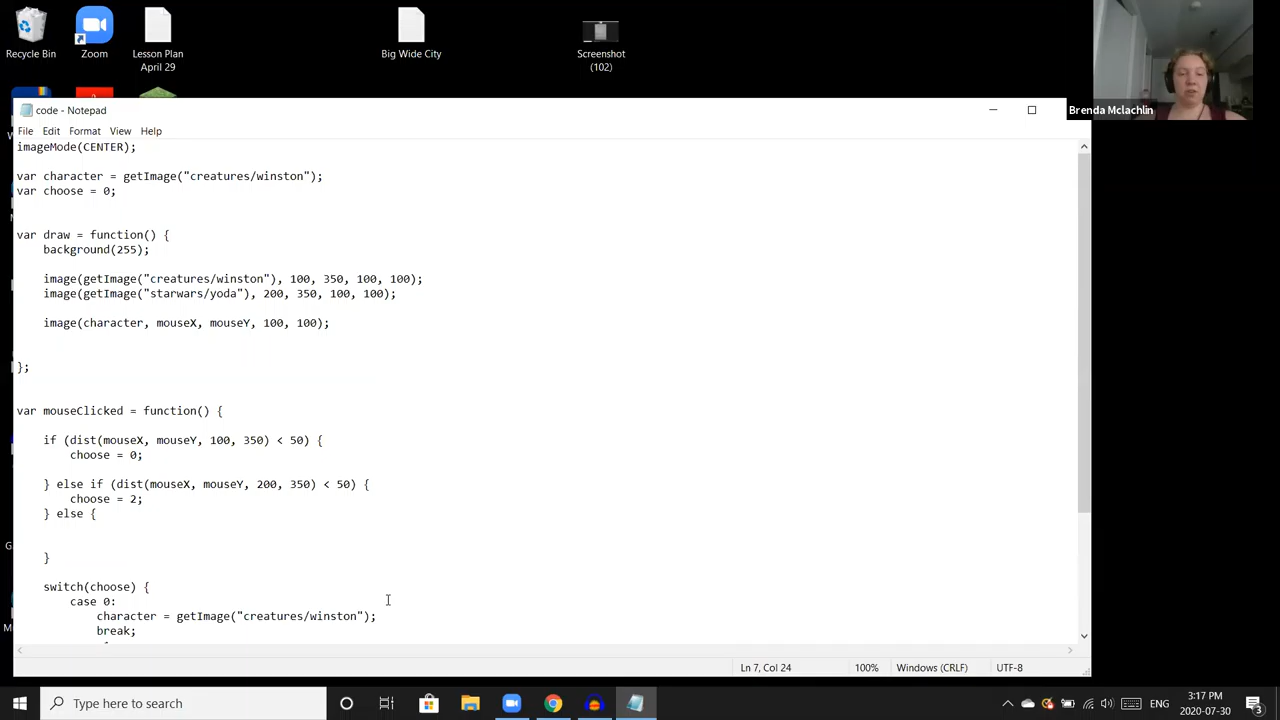 Recycle Bin
Zoom
Lesson Plan
April 29
Big Wide City
Screenshot
(102)
Brenda Mclachlin
code - Notepad
File Edit Format View Help
imageMode(CENTER);
var character = getImage("creatures/winston");
var choose = 0;
var draw = function() {
background(255);
image(getImage("creatures/winston"), 100, 350, 100, 100);
image(getImage("starwars/yoda"), 200, 350, 100, 100);
image(character, mouseX, mouseY, 100, 100);
};
var mouseClicked = function() {
if (dist(mouseX, mouseY, 100, 350) < 50) {
choose = 0;
} else if (dist(mouseX, mouseY, 200, 350) < 50) {
choose = 2;
} else {
}
switch(choose) {
case 0:
character = getImage("creatures/winston");
break;
Ln 7, Col 24
100%
Windows (CRLF)
UTF-8
Type here to search
ENG
3:17 PM
2020-07-30
3